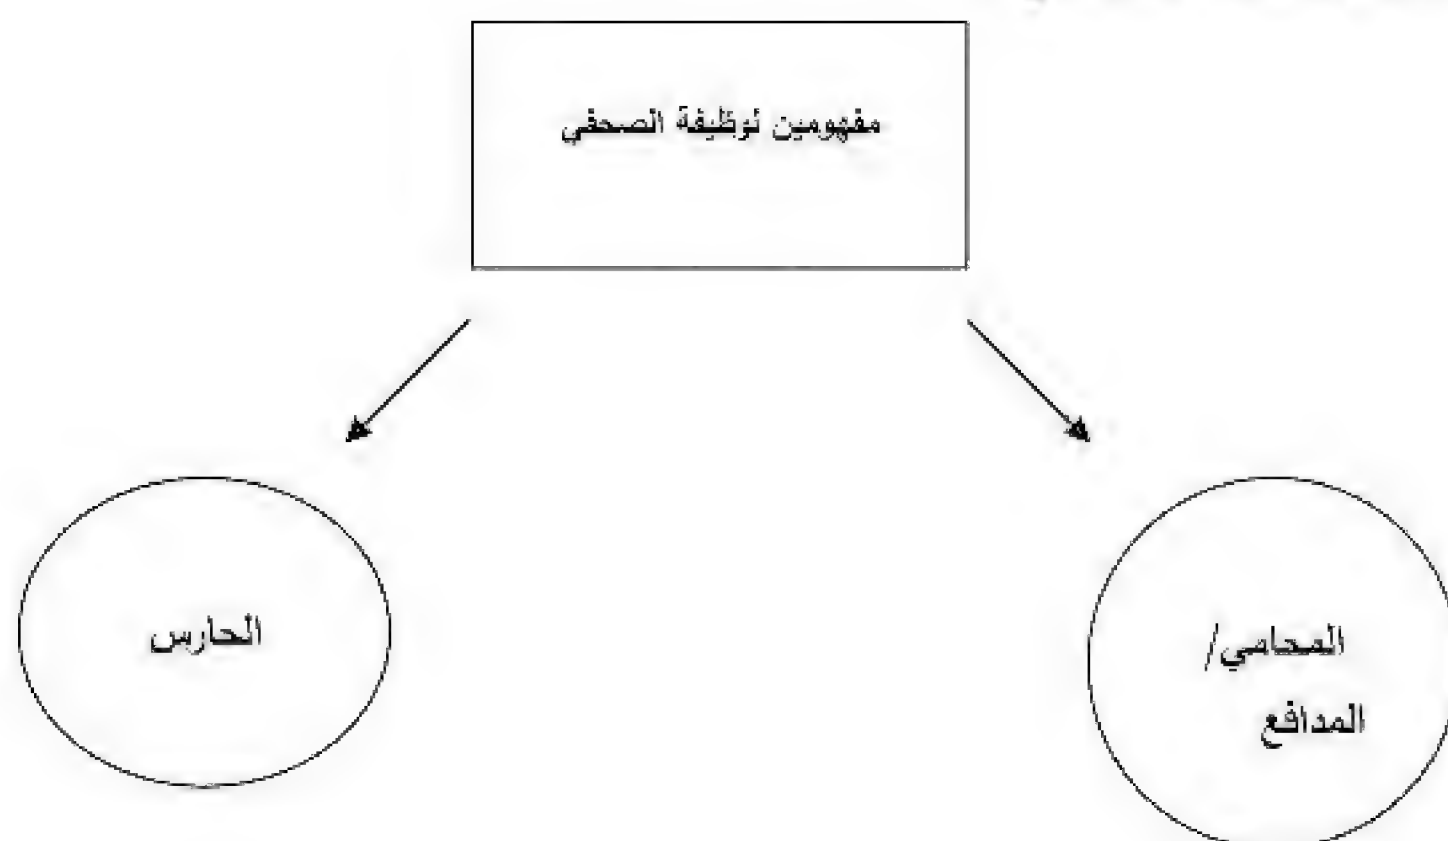 مفهومين لوظيفة الصحفي
الحارس
المحامي/
المدافع